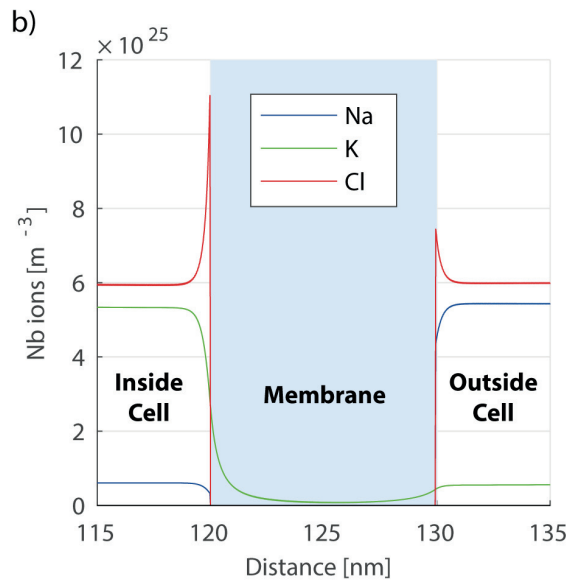 b)
× 10 25
12
10
8
6
4
2
0
Nb ions [m -3]
Na
K
Cl
Inside
Cell
Membrane
Outside
Cell
115
120
125
130
135
Distance [nm]